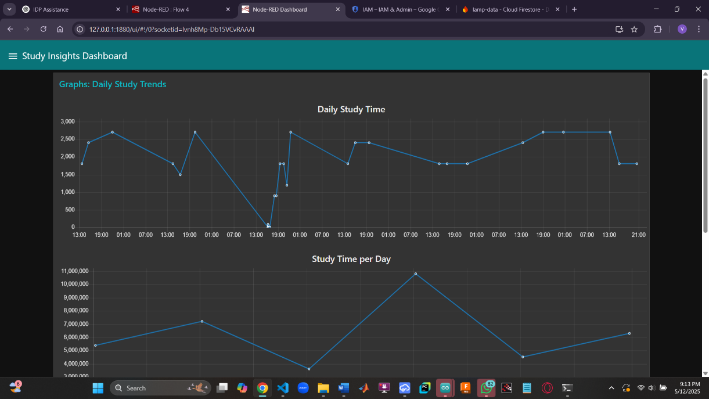 IDP Assistance
Node-RED : Flow 4
Node-RED Dashboard
IAM – IAM & Admin – Google
lamp-data - Cloud Firestore -
127.0.0.1:1880/ui/#!/0?socketid=
Study Insights Dashboard
Graphs: Daily Study Trends
Daily Study Time
3,000
2,500
2,000
1,500
1,000
500
0
13:00 19:00 01:00 07:00 13:00 19:00 01:00 07:00 13:00 19:00 01:00 07:00 13:00 19:00 01:00 07:00 13:00 19:00 01:00 07:00 13:00 19:00 01:00 07:00 13:00 21:00
Study Time per Day
11,000,000
10,000,000
9,000,000
8,000,000
7,000,000
6,000,000
5,000,000
4,000,000
3,000,000
Search
9:13 PM
5/12/2025